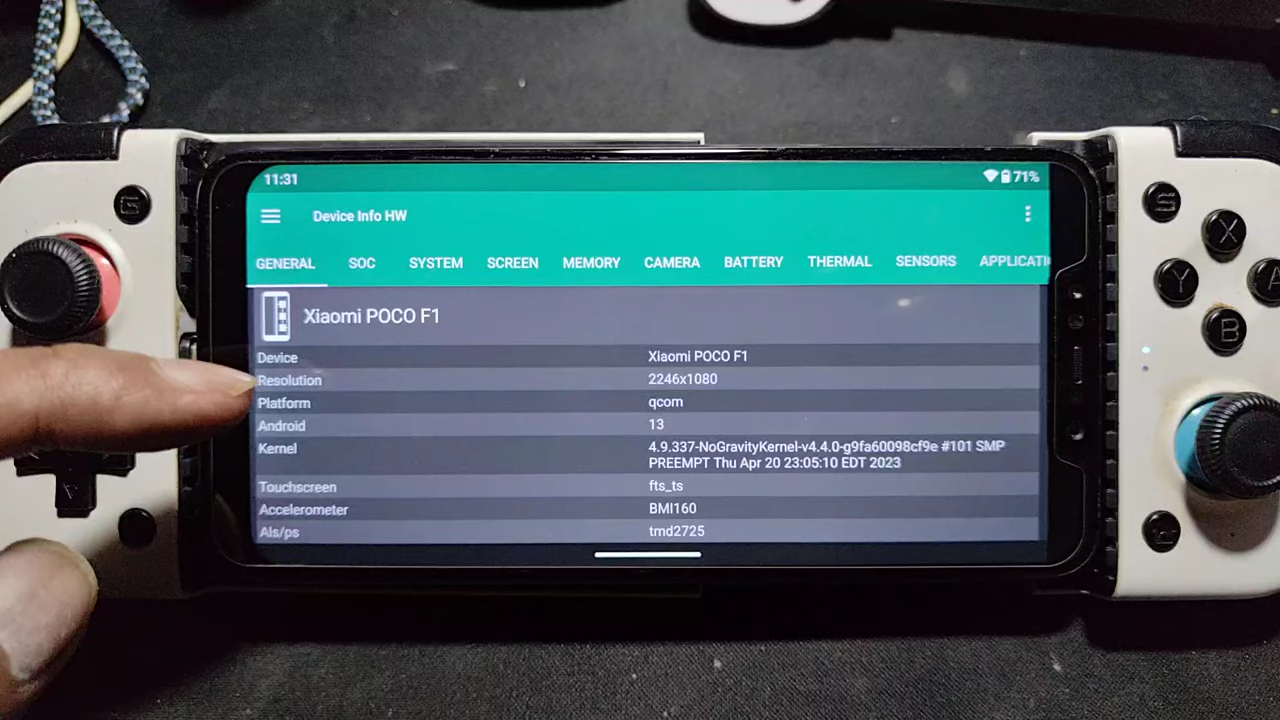 11:31
71%
Device Info HW
GENERAL SOC SYSTEM SCREEN MEMORY CAMERA BATTERY THERMAL SENSORS APPLICATI
Xiaomi POCO F1
Device Xiaomi POCO F1
Resolution 2246x1080
Platform qcom
Android 13
Kernel 4.9.337-NoGravityKernel-v4.4.0-g9fa60098cf9e #101 SMP
PREEMPT Thu Apr 20 23:05:10 EDT 2023
Touchscreen fts_ts
Accelerometer BMI160
Als/ps tmd2725
G
S
X
Y
A
B